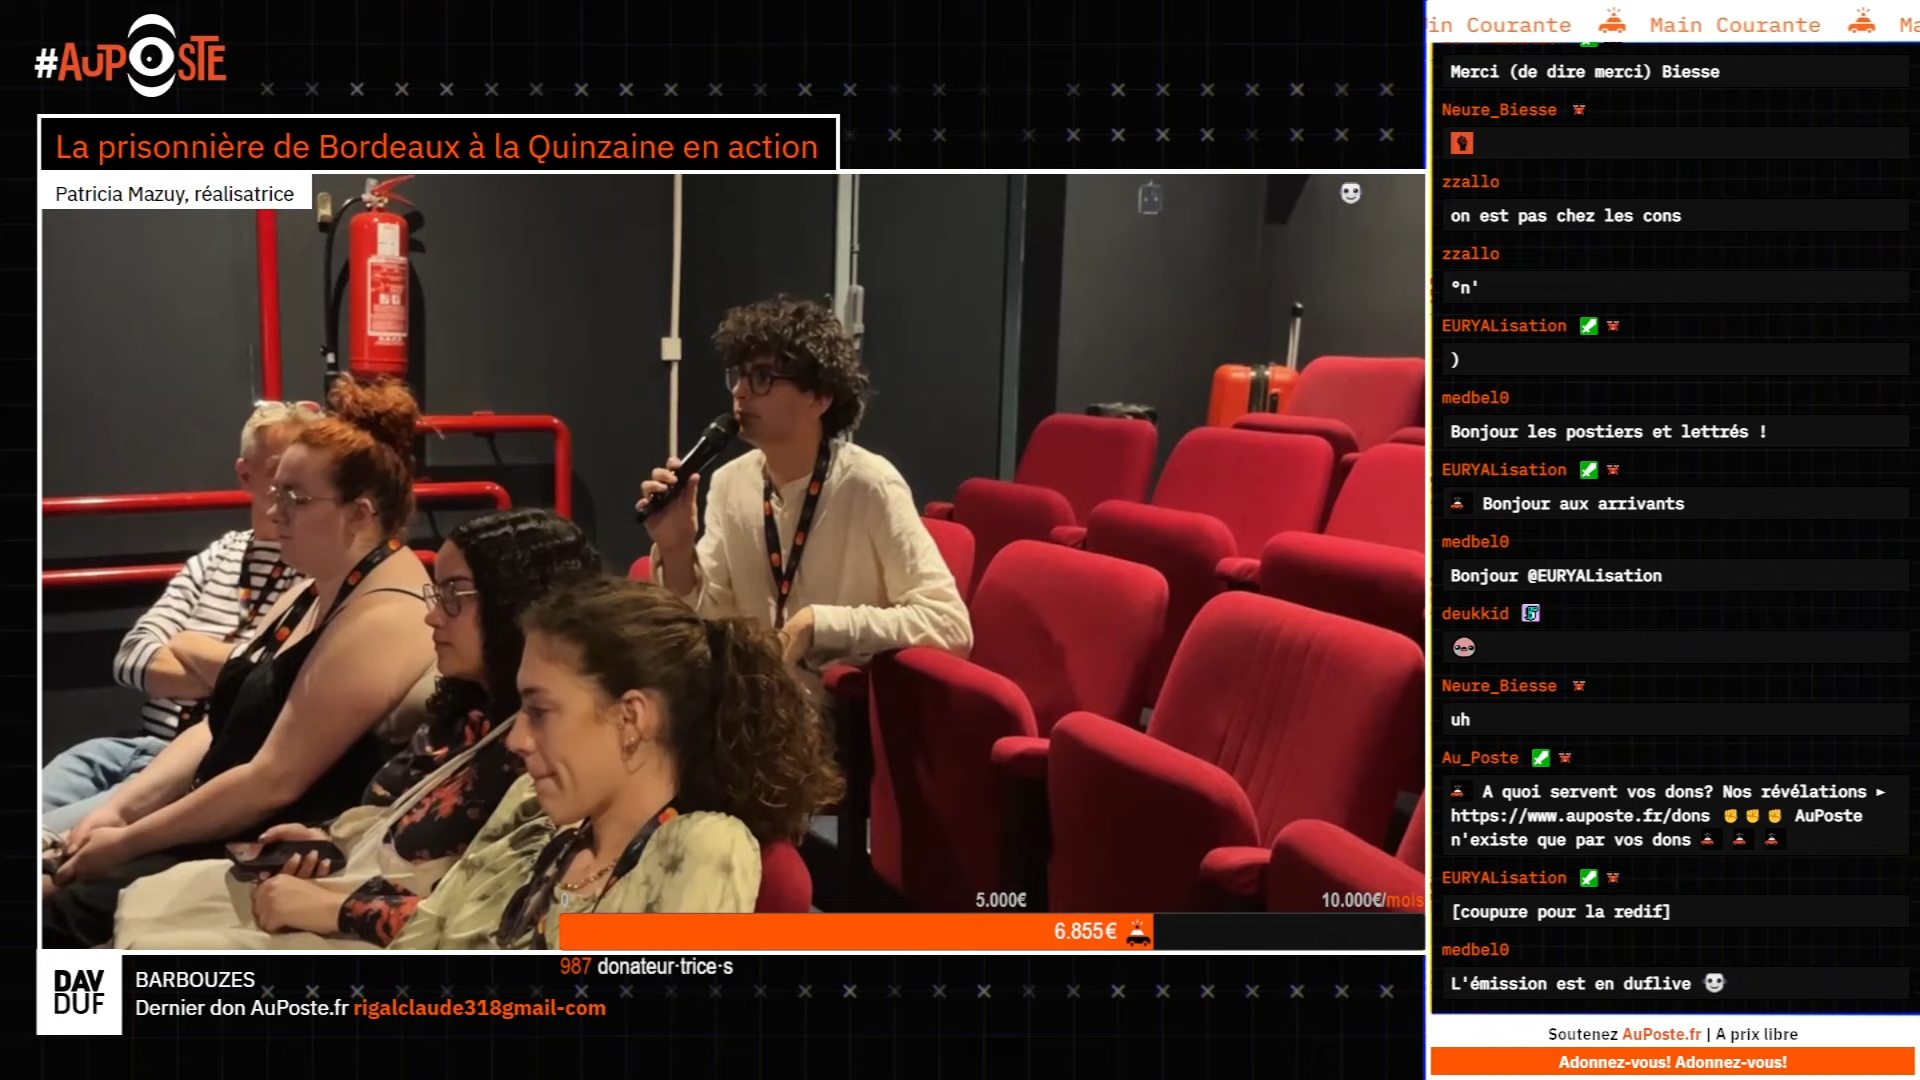 #AuPOSTE
La prisonnière de Bordeaux à la Quinzaine en action
Patricia Mazuy, réalisatrice
5.000€
10.000€/mois
6.855€
987 donateur·trice·s
DAV
DUF
BARBOUZES
Dernier don AuPoste.fr rigalclaude318gmail-com
in Courante Main Courante Ma
Merci (de dire merci) Biesse
Neure_Biesse
zzallo
on est pas chez les cons
zzallo
°n'
EURYALisation
)
medbel0
Bonjour les postiers et lettrés !
EURYALisation
Bonjour aux arrivants
medbel0
Bonjour @EURYALisation
deukkid
Neure_Biesse
uh
Au_Poste
A quoi servent vos dons? Nos révélations ►
https://www.auposte.fr/dons ✊✊✊ AuPoste
n'existe que par vos dons
EURYALisation
[coupure pour la redif]
medbel0
L'émission est en duflive
Soutenez AuPoste.fr | A prix libre
Adonnez-vous! Adonnez-vous!